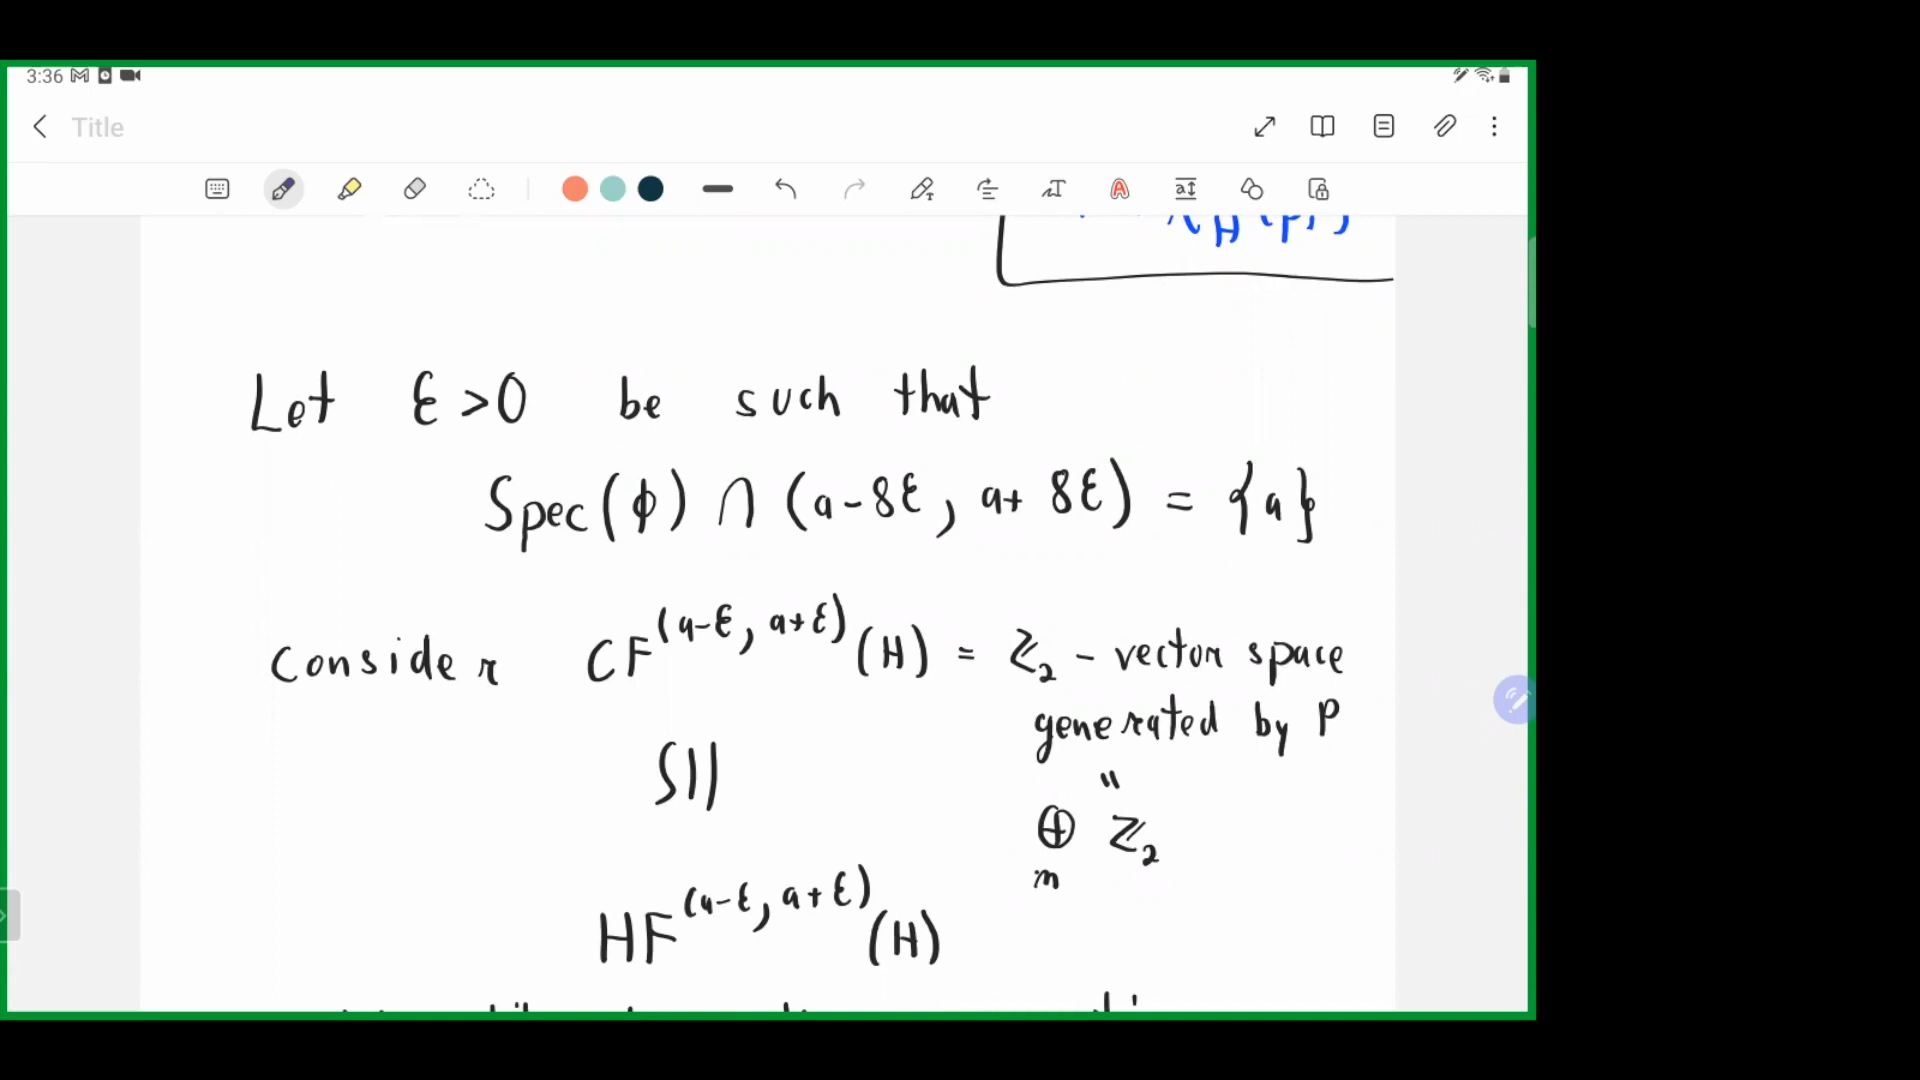 3:36
Title
Let ε >0 be such that
Spec(ϕ) ∩ (a-8ε, a+8ε) = {a}
Consider CF^(a-ε, a+ε)(H) = ℤ₂ - vector space
generated by P
"
SII
⊕ ℤ₂
m
HF^(a-ε, a+ε)(H)